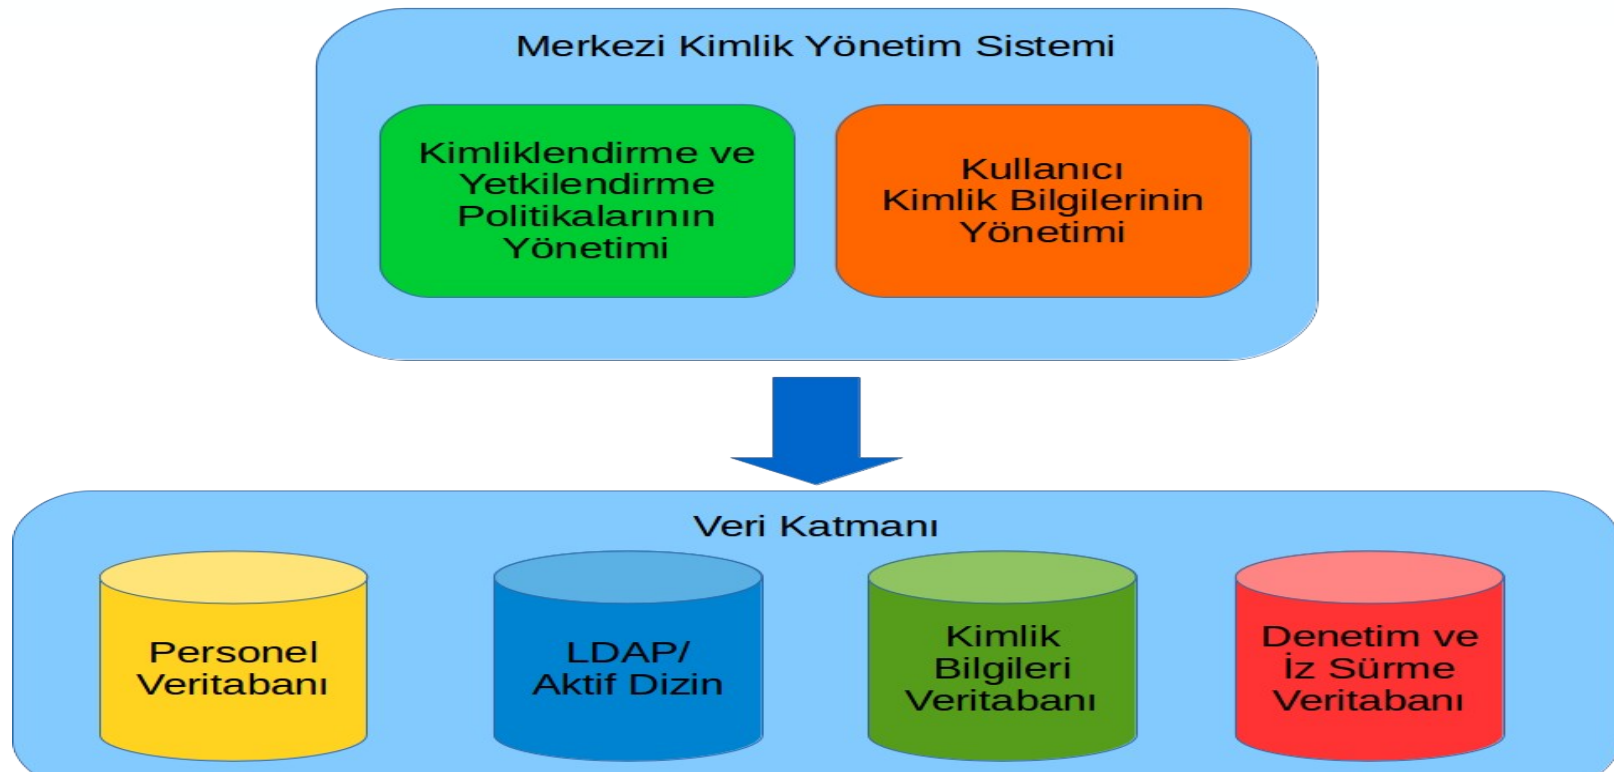 Merkezi Kimlik Yönetim Sistemi
Kimliklendirme ve
Yetkilendirme
Politikalarının
Yönetimi
Kullanıcı
Kimlik Bilgilerinin
Yönetimi
Veri Katmanı
Personel
Veritabanı
LDAP/
Aktif Dizin
Kimlik
Bilgileri
Veritabanı
Denetim ve
İz Sürme
Veritabanı